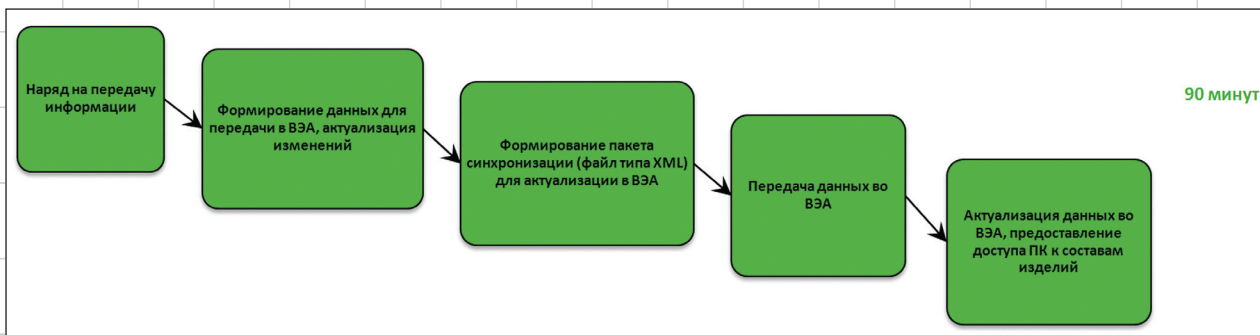 Наряд на передачу
информации
Формирование данных для
передачи в ВЭА, актуализация
изменений
Формирование пакета
синхронизации (файл типа XML)
для актуализации в ВЭА
Передача данных во
ВЭА
Актуализация данных во
ВЭА, предоставление
доступа ПК к составам
изделий
90 минут